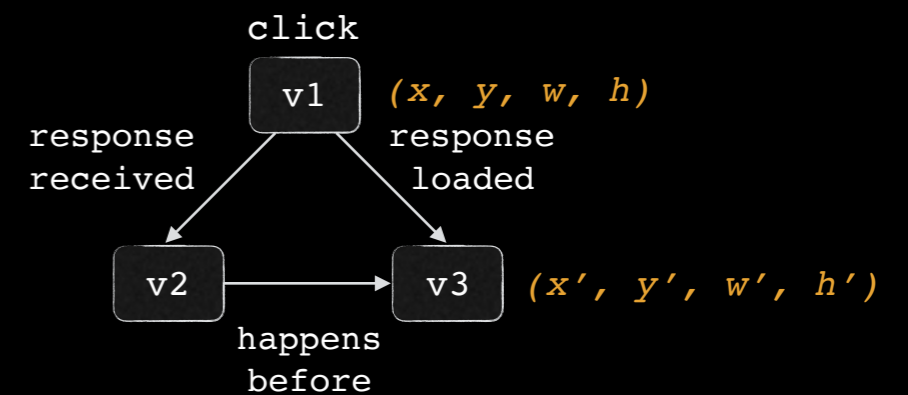 click
v1
(x, y, w, h)
response
received
response
loaded
v2
v3
(x′, y′, w′, h′)
happens
before